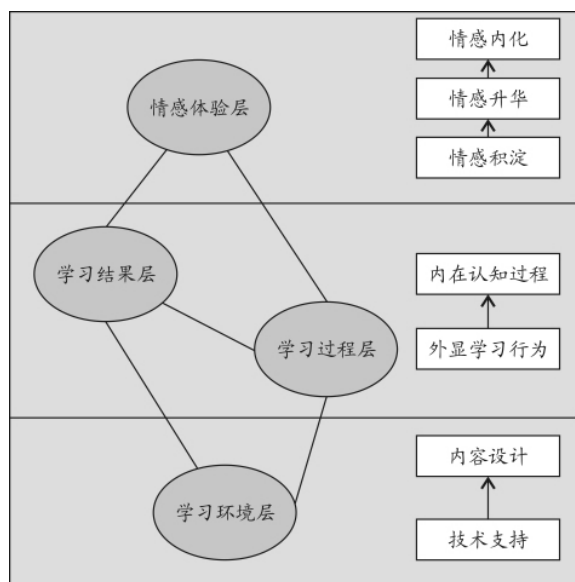 情感内化
情感体验层
情感升华
情感积淀
学习结果层
内在认知过程
学习过程层
外显学习行为
内容设计
学习环境层
技术支持